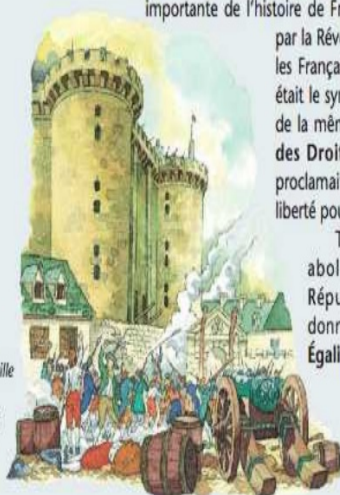 importante de l'histoire de Fr
par la Rév
les França
était le syr
de la mêr
des Droit
proclamai
liberté pou
T
abol
Répu
donn
Égali
ille